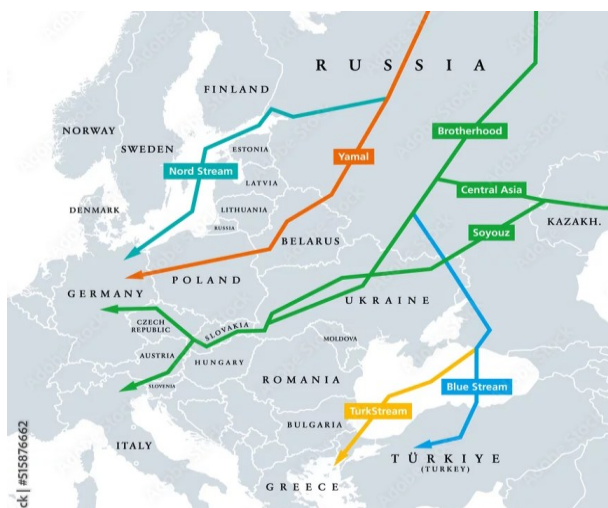 RUSSIA
FINLAND
NORWAY
SWEDEN
ESTONIA
Nord Stream
Yamal
Brotherhood
LATVIA
Central Asia
DENMARK
LITHUANIA
RUSSIA
KAZAKH.
Soyouz
BELARUS
POLAND
GERMANY
UKRAINE
CZECH
REPUBLIC
SLOVAKIA
MOLDOVA
AUSTRIA
HUNGARY
SLOVENIA
ROMANIA
Blue Stream
TurkStream
BULGARIA
ITALY
TÜRKIYE
(TURKEY)
GREECE
ck | #515876662